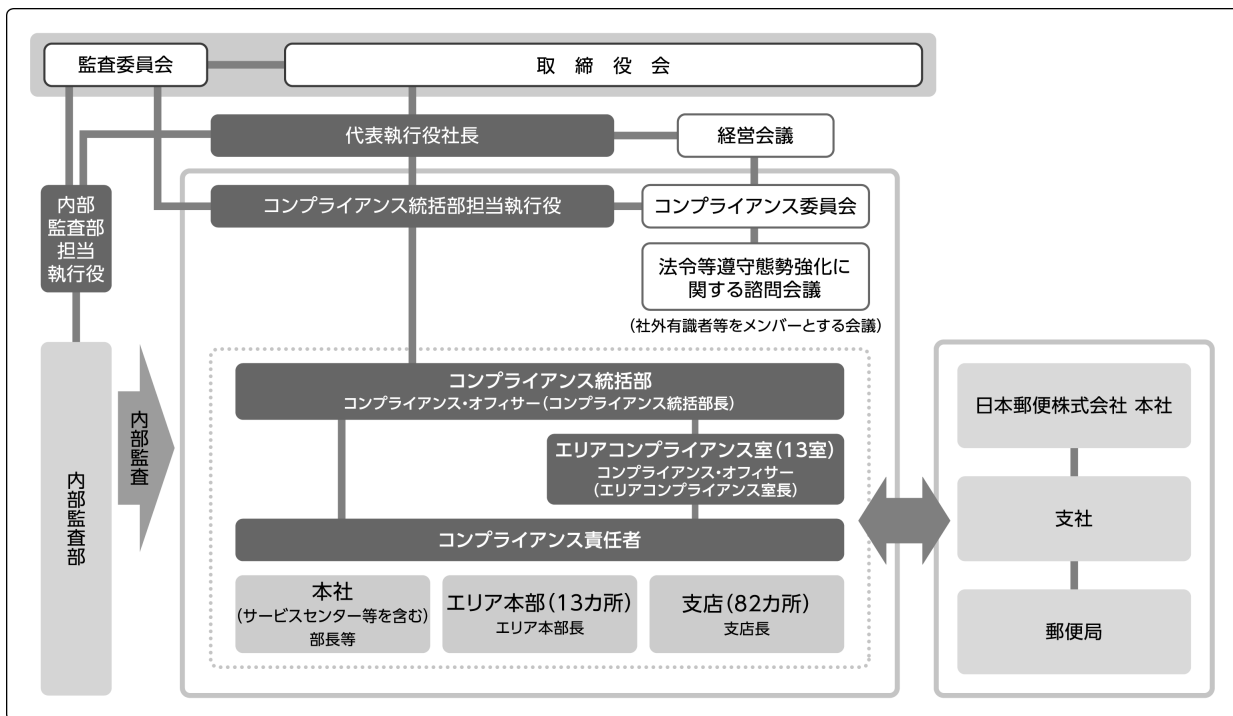 監査委員会
取締役会
代表執行役社長
経営会議
内部
監査部
担当
執行役
コンプライアンス統括部担当執行役
コンプライアンス委員会
法令等遵守態勢強化に
関する諮問会議
(社外有識者等をメンバーとする会議)
内部監査部
内部監査
コンプライアンス統括部
コンプライアンス・オフィサー(コンプライアンス統括部長)
エリアコンプライアンス室(13室)
コンプライアンス・オフィサー
(エリアコンプライアンス室長)
コンプライアンス責任者
本社
(サービスセンター等を含む)
部長等
エリア本部(13カ所)
エリア本部長
支店(82カ所)
支店長
日本郵便株式会社 本社
支社
郵便局